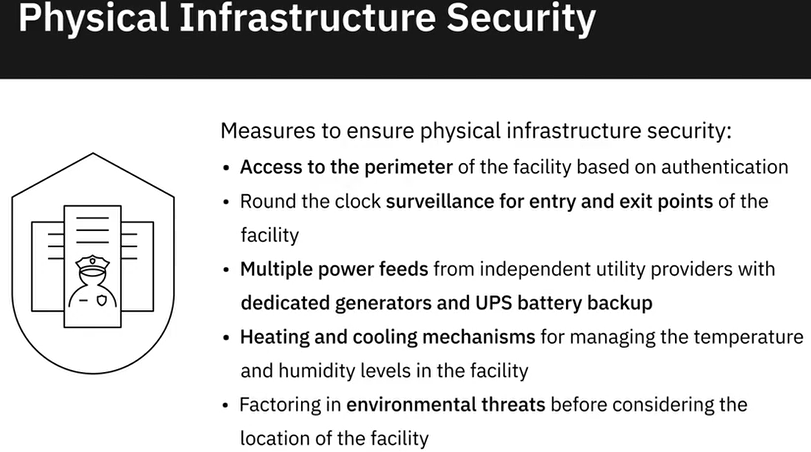 Physical Infrastructure Security
Measures to ensure physical infrastructure security:
• Access to the perimeter of the facility based on authentication
• Round the clock surveillance for entry and exit points of the
facility
• Multiple power feeds from independent utility providers with
dedicated generators and UPS battery backup
• Heating and cooling mechanisms for managing the temperature
and humidity levels in the facility
• Factoring in environmental threats before considering the
location of the facility